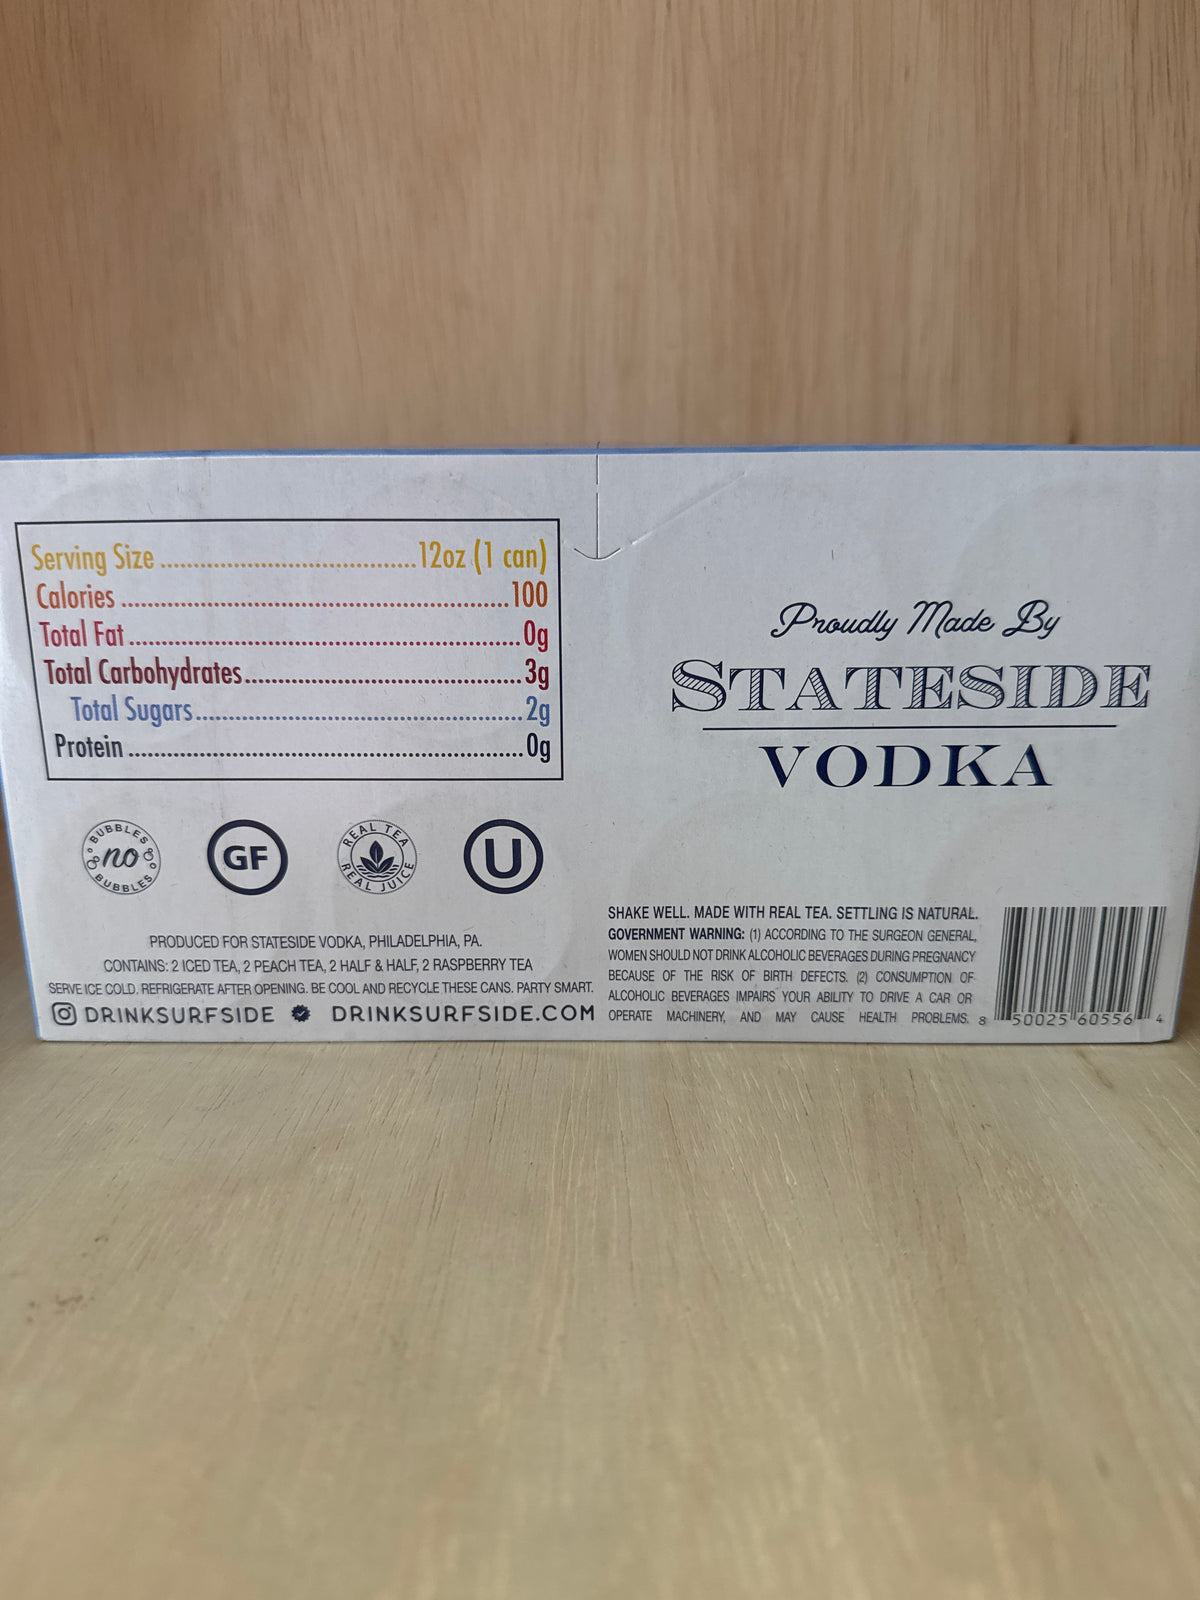 Serving Size ........ 12oz (1 can)
Calories ........ 100
Total Fat ........ 0g
Total Carbohydrates ........ 3g
Total Sugars ........ 2g
Protein ........ 0g
BUBBLES
no
BUBBLES
GF
REAL TEA
REAL JUICE
U
PRODUCED FOR STATESIDE VODKA, PHILADELPHIA, PA.
CONTAINS: 2 ICED TEA, 2 PEACH TEA, 2 HALF & HALF, 2 RASPBERRY TEA
SERVE ICE COLD. REFRIGERATE AFTER OPENING. BE COOL AND RECYCLE THESE CANS. PARTY SMART.
DRINKSURFSIDE DRINKSURFSIDE.COM
Proudly Made By
STATESIDE
VODKA
SHAKE WELL. MADE WITH REAL TEA. SETTLING IS NATURAL.
GOVERNMENT WARNING: (1) ACCORDING TO THE SURGEON GENERAL,
WOMEN SHOULD NOT DRINK ALCOHOLIC BEVERAGES DURING PREGNANCY
BECAUSE OF THE RISK OF BIRTH DEFECTS. (2) CONSUMPTION OF
ALCOHOLIC BEVERAGES IMPAIRS YOUR ABILITY TO DRIVE A CAR OR
OPERATE MACHINERY, AND MAY CAUSE HEALTH PROBLEMS.
8 50025 60556 4